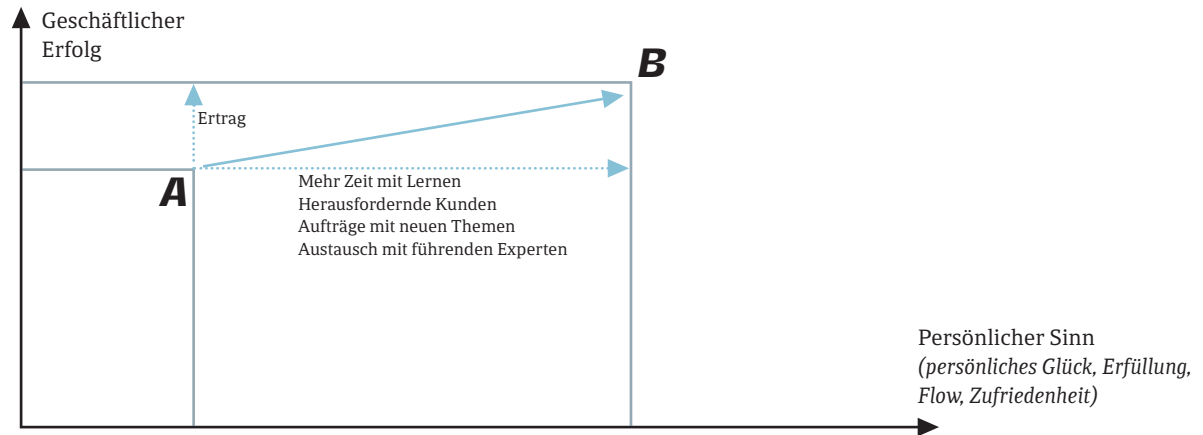 Geschäftlicher
Erfolg
B
Ertrag
A
Mehr Zeit mit Lernen
Herausfordernde Kunden
Aufträge mit neuen Themen
Austausch mit führenden Experten
Persönlicher Sinn
(persönliches Glück, Erfüllung,
Flow, Zufriedenheit)